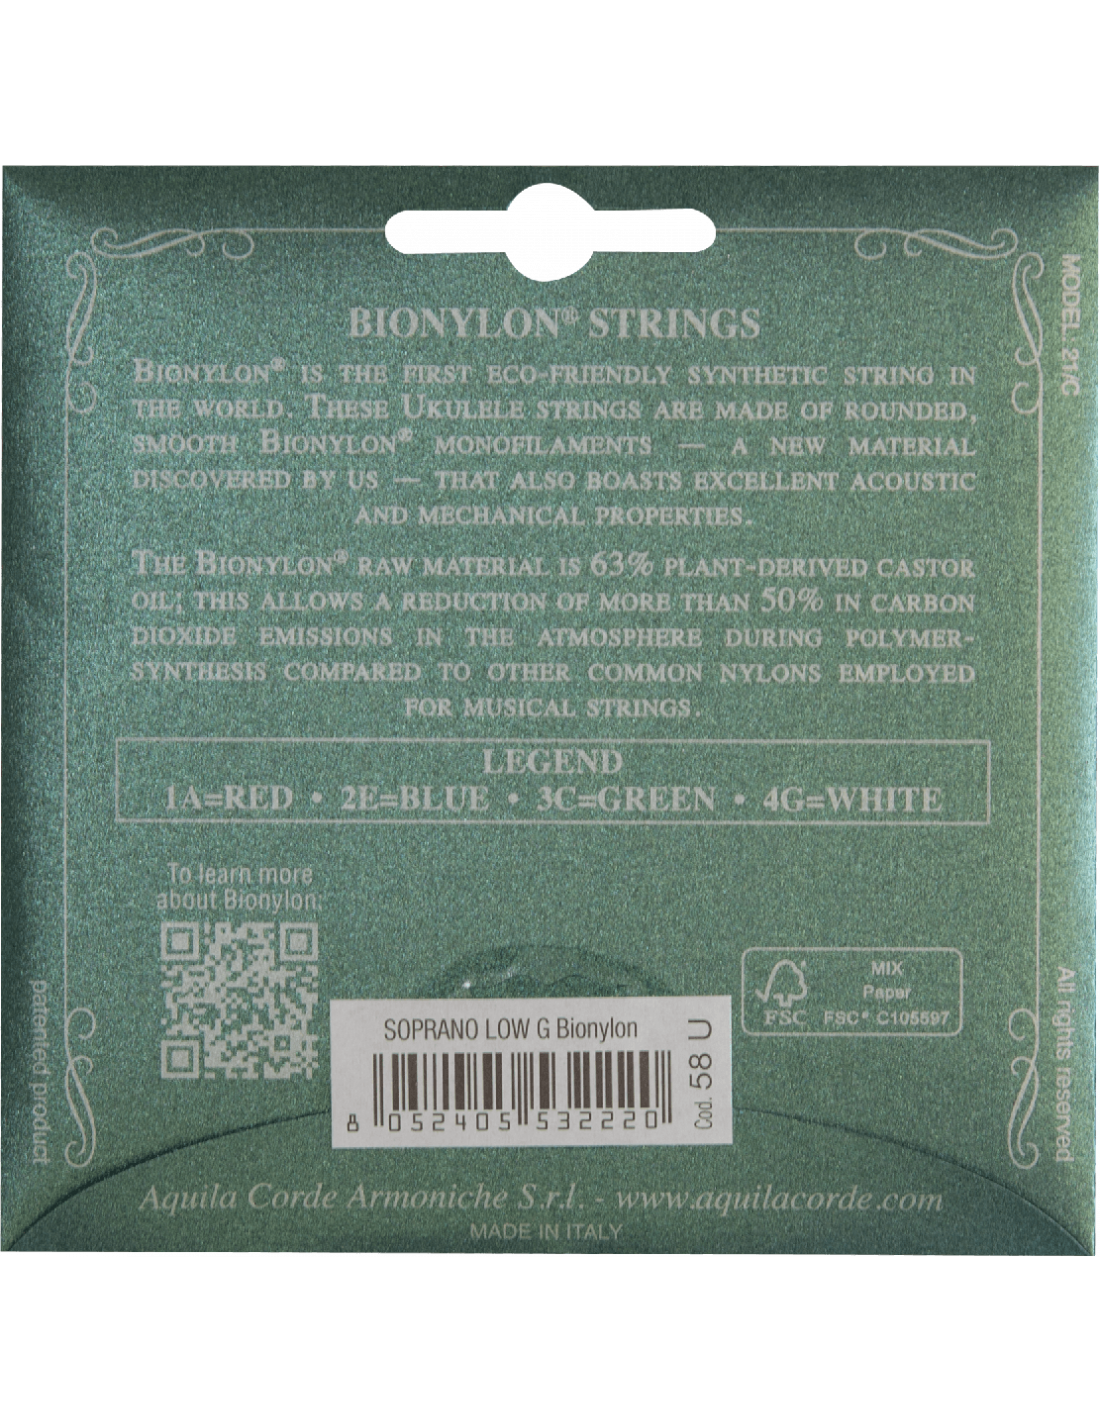 BIONYLON® STRINGS
BIONYLON® IS THE FIRST ECO-FRIENDLY SYNTHETIC STRING IN
THE WORLD. THESE UKULELE STRINGS ARE MADE OF ROUNDED,
SMOOTH BIONYLON® MONOFILAMENTS — A NEW MATERIAL
DISCOVERED BY US — THAT ALSO BOASTS EXCELLENT ACOUSTIC
AND MECHANICAL PROPERTIES.
THE BIONYLON® RAW MATERIAL IS 63% PLANT-DERIVED CASTOR
OIL; THIS ALLOWS A REDUCTION OF MORE THAN 50% IN CARBON
DIOXIDE EMISSIONS IN THE ATMOSPHERE DURING POLYMER-
SYNTHESIS COMPARED TO OTHER COMMON NYLONS EMPLOYED
FOR MUSICAL STRINGS.
LEGEND
1A=RED • 2E=BLUE • 3C=GREEN • 4G=WHITE
To learn more
about Bionylon:
MIX
Paper
FSC® C105597
FSC
SOPRANO LOW G Bionylon
8 052405 532220
Cod. 58 U
Aquila Corde Armoniche S.r.l. - www.aquilacorde.com
MADE IN ITALY
patented product
MODEL. 21/C
All rights reserved